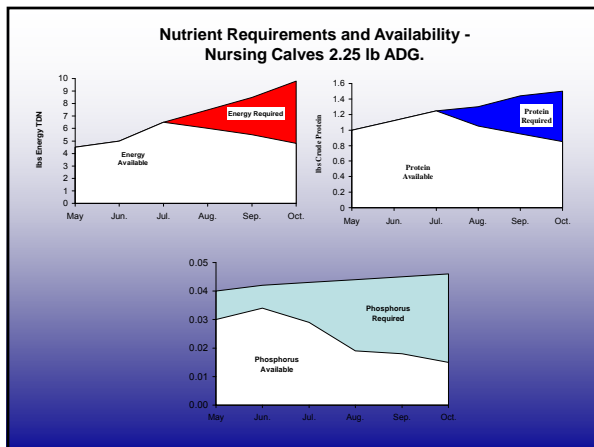 Nutrient Requirements and Availability -
Nursing Calves 2.25 lb ADG.
lbs Energy TDN
10
9
8
7
6
5
4
3
2
1
0
Energy Required
Energy
Available
May Jun. Jul. Aug. Sep. Oct.
lbs Crude Protein
1.6
1.4
1.2
1
0.8
0.6
0.4
0.2
0
Protein
Required
Protein
Available
May Jun. Jul. Aug. Sep. Oct.
0.05
0.04
0.03
0.02
0.01
0.00
Phosphorus
Required
Phosphorus
Available
May Jun. Jul. Aug. Sep. Oct.